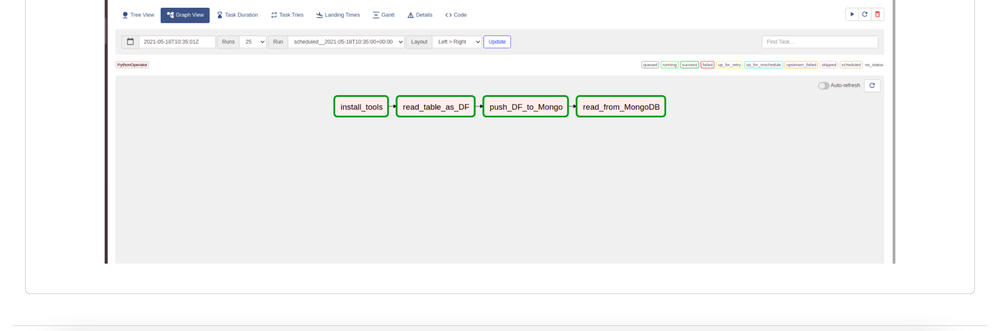 Tree View Graph View Task Duration Task Tries Landing Times Gantt Details Code
2021-05-18T10:35:01Z Runs 25 Run scheduled__2021-05-18T10:35:00+00:00 Layout Left > Right Update Find Task...
PythonOperator queued running success failed up_for_retry up_for_reschedule upstream_failed skipped scheduled no_status
Auto-refresh
install_tools read_table_as_DF push_DF_to_Mongo read_from_MongoDB